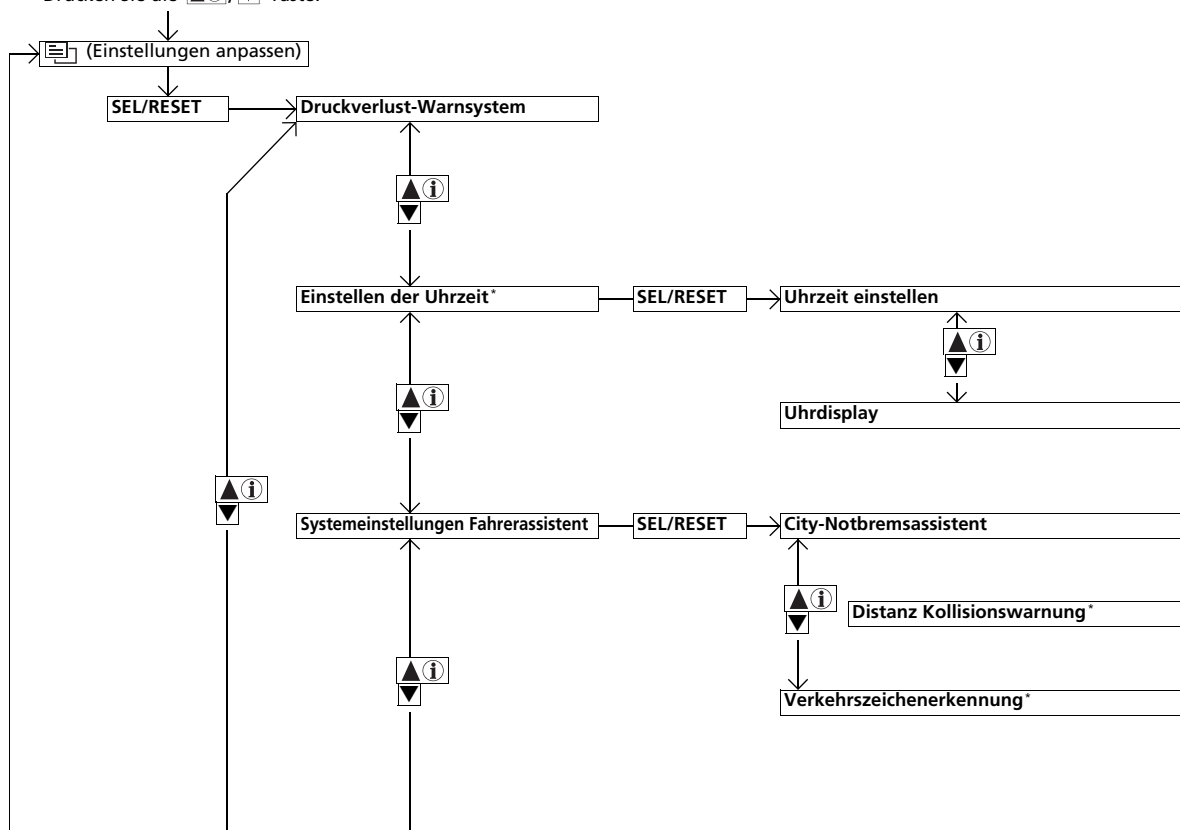 Drücken Sie die ▲ⓘ/▼-Taste.
(Einstellungen anpassen)
SEL/RESET
Druckverlust-Warnsystem
▲ⓘ
▼
Einstellen der Uhrzeit*
SEL/RESET
Uhrzeit einstellen
▲ⓘ
▼
▲ⓘ
▼
Uhrdisplay
▲ⓘ
▼
Systemeinstellungen Fahrerassistent
SEL/RESET
City-Notbremsassistent
▲ⓘ
▼
Distanz Kollisionswarnung*
▲ⓘ
▼
Verkehrszeichenerkennung*